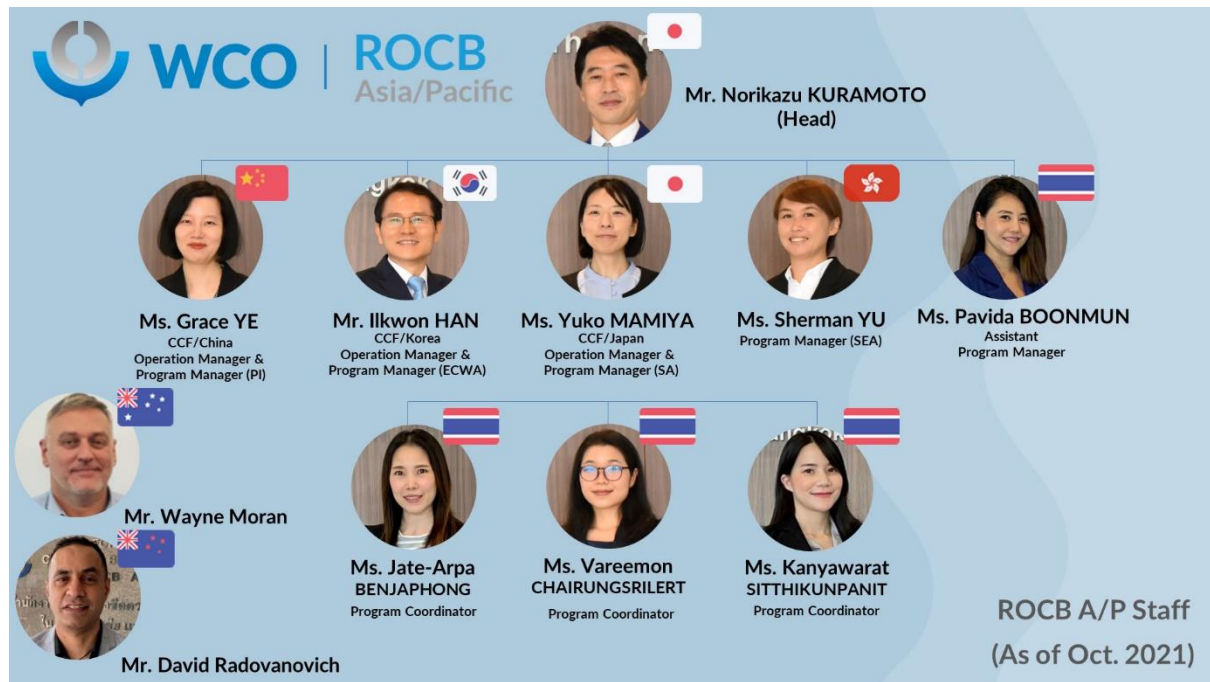 WCO
ROCB
Asia/Pacific
Mr. Norikazu KURAMOTO
(Head)
Ms. Grace YE
CCF/China
Operation Manager &
Program Manager (PI)
Mr. Ilkwon HAN
CCF/Korea
Operation Manager &
Program Manager (ECWA)
Ms. Yuko MAMIYA
CCF/Japan
Operation Manager &
Program Manager (SA)
Ms. Sherman YU
Program Manager (SEA)
Ms. Pavida BOONMUN
Assistant
Program Manager
Mr. Wayne Moran
Mr. David Radovanovich
Ms. Jate-Arpa
BENJAPHONG
Program Coordinator
Ms. Vareemon
CHAIRUNGSRILERT
Program Coordinator
Ms. Kanyawarat
SITTHIKUNPANIT
Program Coordinator
ROCB A/P Staff
(As of Oct. 2021)